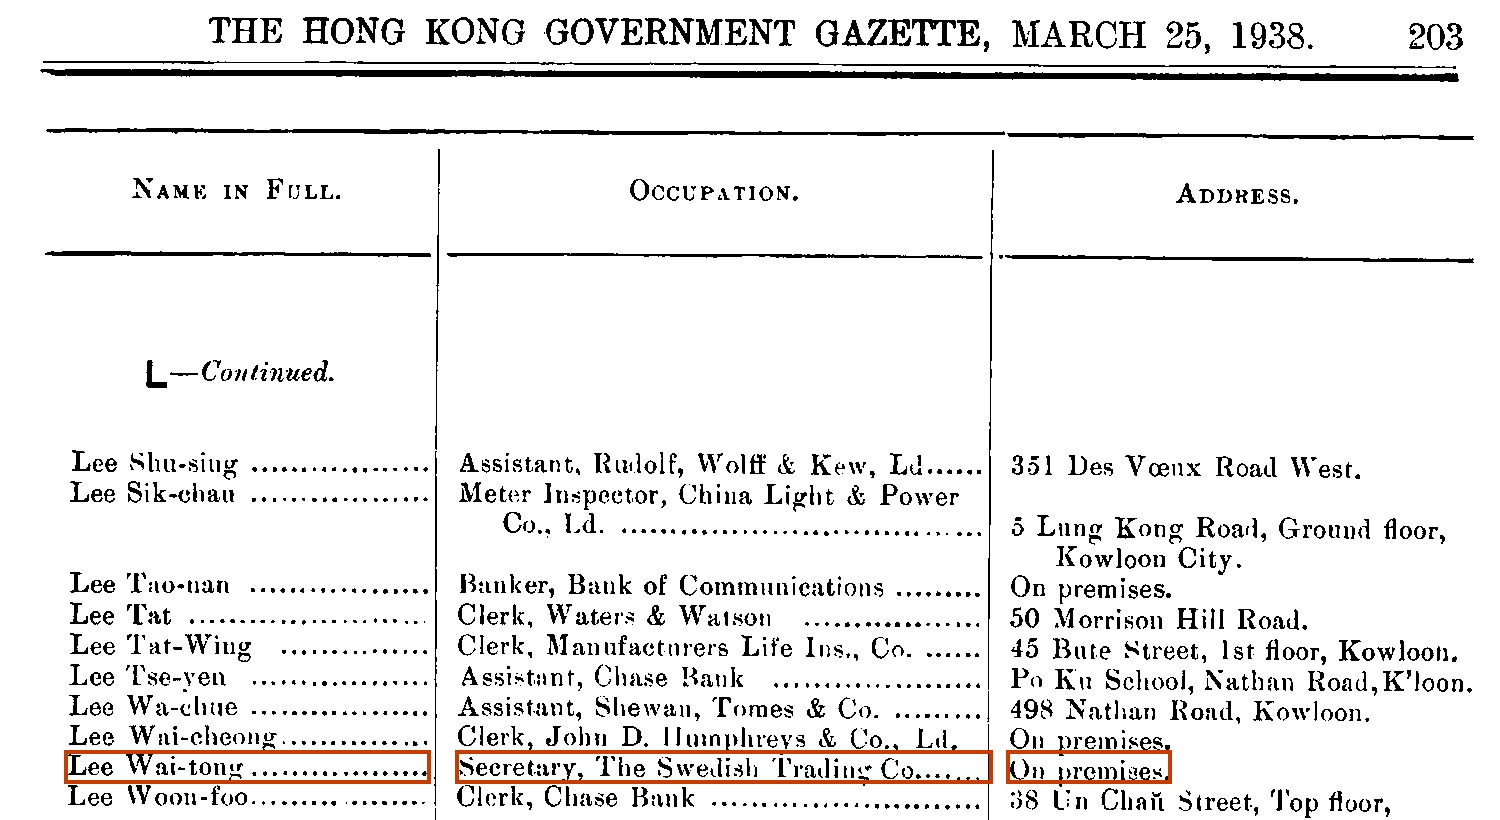 THE HONG KONG GOVERNMENT GAZETTE, MARCH 25, 1938. 203
NAME IN FULL. OCCUPATION. ADDRESS.
L—Continued.
Lee Shu-sing .................. Assistant, Rudolf, Wolff & Kew, Ld...... 351 Des Vœux Road West.
Lee Sik-chau .................. Meter Inspector, China Light & Power
Co., Ld. .................................... 5 Lung Kong Road, Ground floor,
Kowloon City.
Lee Tao-nan .................. Banker, Bank of Communications ......... On premises.
Lee Tat ........................ Clerk, Waters & Watson .................. 50 Morrison Hill Road.
Lee Tat-Wing ............... Clerk, Manufacturers Life Ins., Co. ...... 45 Bute Street, 1st floor, Kowloon.
Lee Tse-yen .................. Assistant, Chase Bank ..................... Po Ku School, Nathan Road, K'loon.
Lee Wa-chue .................. Assistant, Shewan, Tomes & Co. ......... 498 Nathan Road, Kowloon.
Lee Wai-cheong............... Clerk, John D. Humphreys & Co., Ld. On premises.
Lee Wai-tong .................. Secretary, The Swedish Trading Co....... On premises.
Lee Woon-foo.................. Clerk, Chase Bank ........................... 38 Un Chau Street, Top floor,